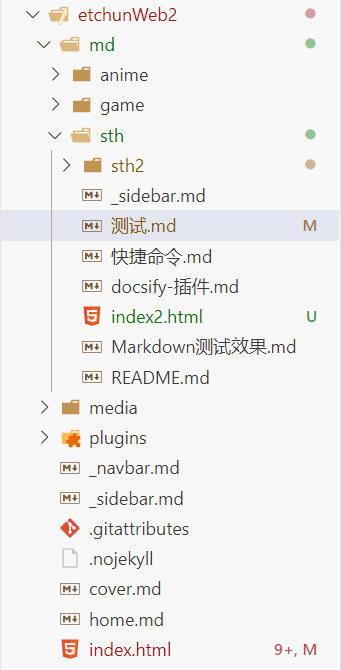 etchunWeb2
md
anime
game
sth
sth2
_sidebar.md
测试.md M
快捷命令.md
docsify-插件.md
index2.html U
Markdown测试效果.md
README.md
media
plugins
_navbar.md
_sidebar.md
.gitattributes
.nojekyll
cover.md
home.md
index.html 9+, M